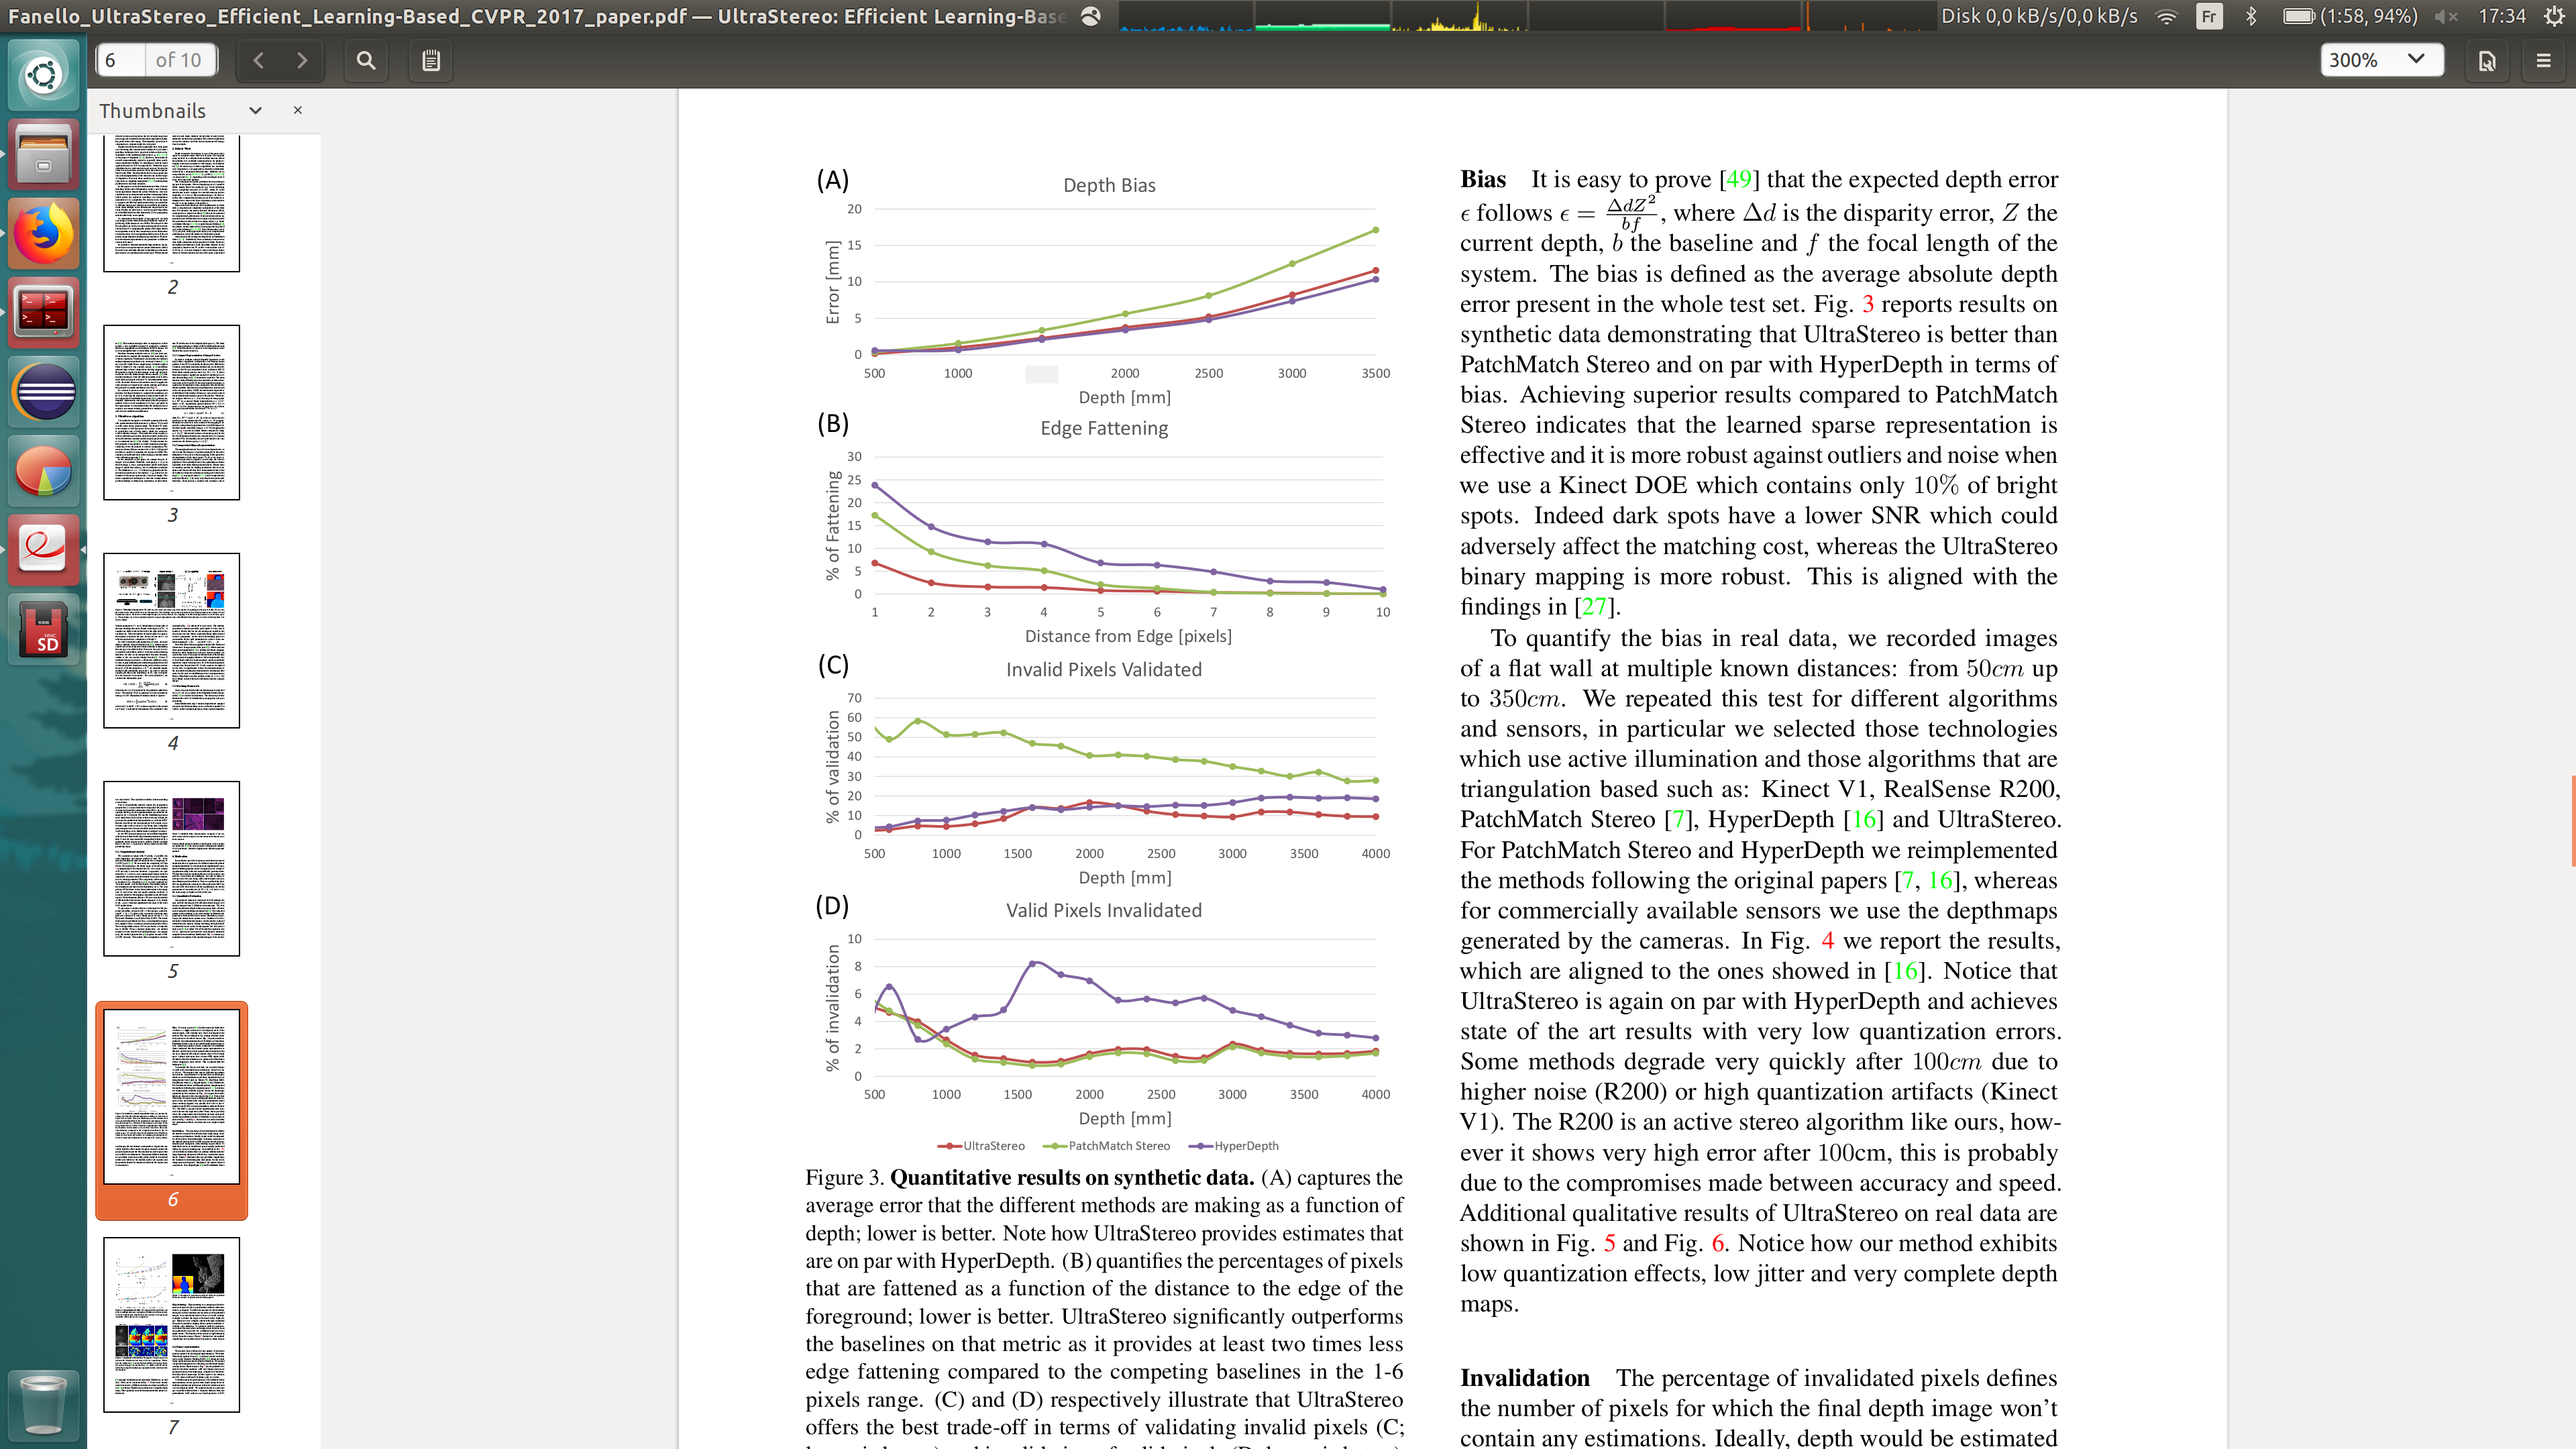 Fanello_UltraStereo_Efficient_Learning-Based_CVPR_2017_paper.pdf — UltraStereo: Efficient Learning-Base
Disk 0,0 kB/s/0,0 kB/s
Fr
(1:58, 94%)
17:34
6 of 10
300%
Thumbnails
2
3
4
5
6
7
SD
(A)
Depth Bias
20
15
10
5
0
Error [mm]
500 1000 2000 2500 3000 3500
Depth [mm]
(B)
Edge Fattening
30
25
20
15
10
5
0
% of Fattening
1 2 3 4 5 6 7 8 9 10
Distance from Edge [pixels]
(C)
Invalid Pixels Validated
70
60
50
40
30
20
10
0
% of validation
500 1000 1500 2000 2500 3000 3500 4000
Depth [mm]
(D)
Valid Pixels Invalidated
10
8
6
4
2
0
% of invalidation
500 1000 1500 2000 2500 3000 3500 4000
Depth [mm]
UltraStereo PatchMatch Stereo HyperDepth
Figure 3. Quantitative results on synthetic data. (A) captures the
average error that the different methods are making as a function of
depth; lower is better. Note how UltraStereo provides estimates that
are on par with HyperDepth. (B) quantifies the percentages of pixels
that are fattened as a function of the distance to the edge of the
foreground; lower is better. UltraStereo significantly outperforms
the baselines on that metric as it provides at least two times less
edge fattening compared to the competing baselines in the 1-6
pixels range. (C) and (D) respectively illustrate that UltraStereo
offers the best trade-off in terms of validating invalid pixels (C;
Bias It is easy to prove [49] that the expected depth error
ϵ follows ϵ = ΔdZ²/bf, where Δd is the disparity error, Z the
current depth, b the baseline and f the focal length of the
system. The bias is defined as the average absolute depth
error present in the whole test set. Fig. 3 reports results on
synthetic data demonstrating that UltraStereo is better than
PatchMatch Stereo and on par with HyperDepth in terms of
bias. Achieving superior results compared to PatchMatch
Stereo indicates that the learned sparse representation is
effective and it is more robust against outliers and noise when
we use a Kinect DOE which contains only 10% of bright
spots. Indeed dark spots have a lower SNR which could
adversely affect the matching cost, whereas the UltraStereo
binary mapping is more robust. This is aligned with the
findings in [27].
To quantify the bias in real data, we recorded images
of a flat wall at multiple known distances: from 50cm up
to 350cm. We repeated this test for different algorithms
and sensors, in particular we selected those technologies
which use active illumination and those algorithms that are
triangulation based such as: Kinect V1, RealSense R200,
PatchMatch Stereo [7], HyperDepth [16] and UltraStereo.
For PatchMatch Stereo and HyperDepth we reimplemented
the methods following the original papers [7, 16], whereas
for commercially available sensors we use the depthmaps
generated by the cameras. In Fig. 4 we report the results,
which are aligned to the ones showed in [16]. Notice that
UltraStereo is again on par with HyperDepth and achieves
state of the art results with very low quantization errors.
Some methods degrade very quickly after 100cm due to
higher noise (R200) or high quantization artifacts (Kinect
V1). The R200 is an active stereo algorithm like ours, how-
ever it shows very high error after 100cm, this is probably
due to the compromises made between accuracy and speed.
Additional qualitative results of UltraStereo on real data are
shown in Fig. 5 and Fig. 6. Notice how our method exhibits
low quantization effects, low jitter and very complete depth
maps.
Invalidation The percentage of invalidated pixels defines
the number of pixels for which the final depth image won't
contain any estimations. Ideally, depth would be estimated